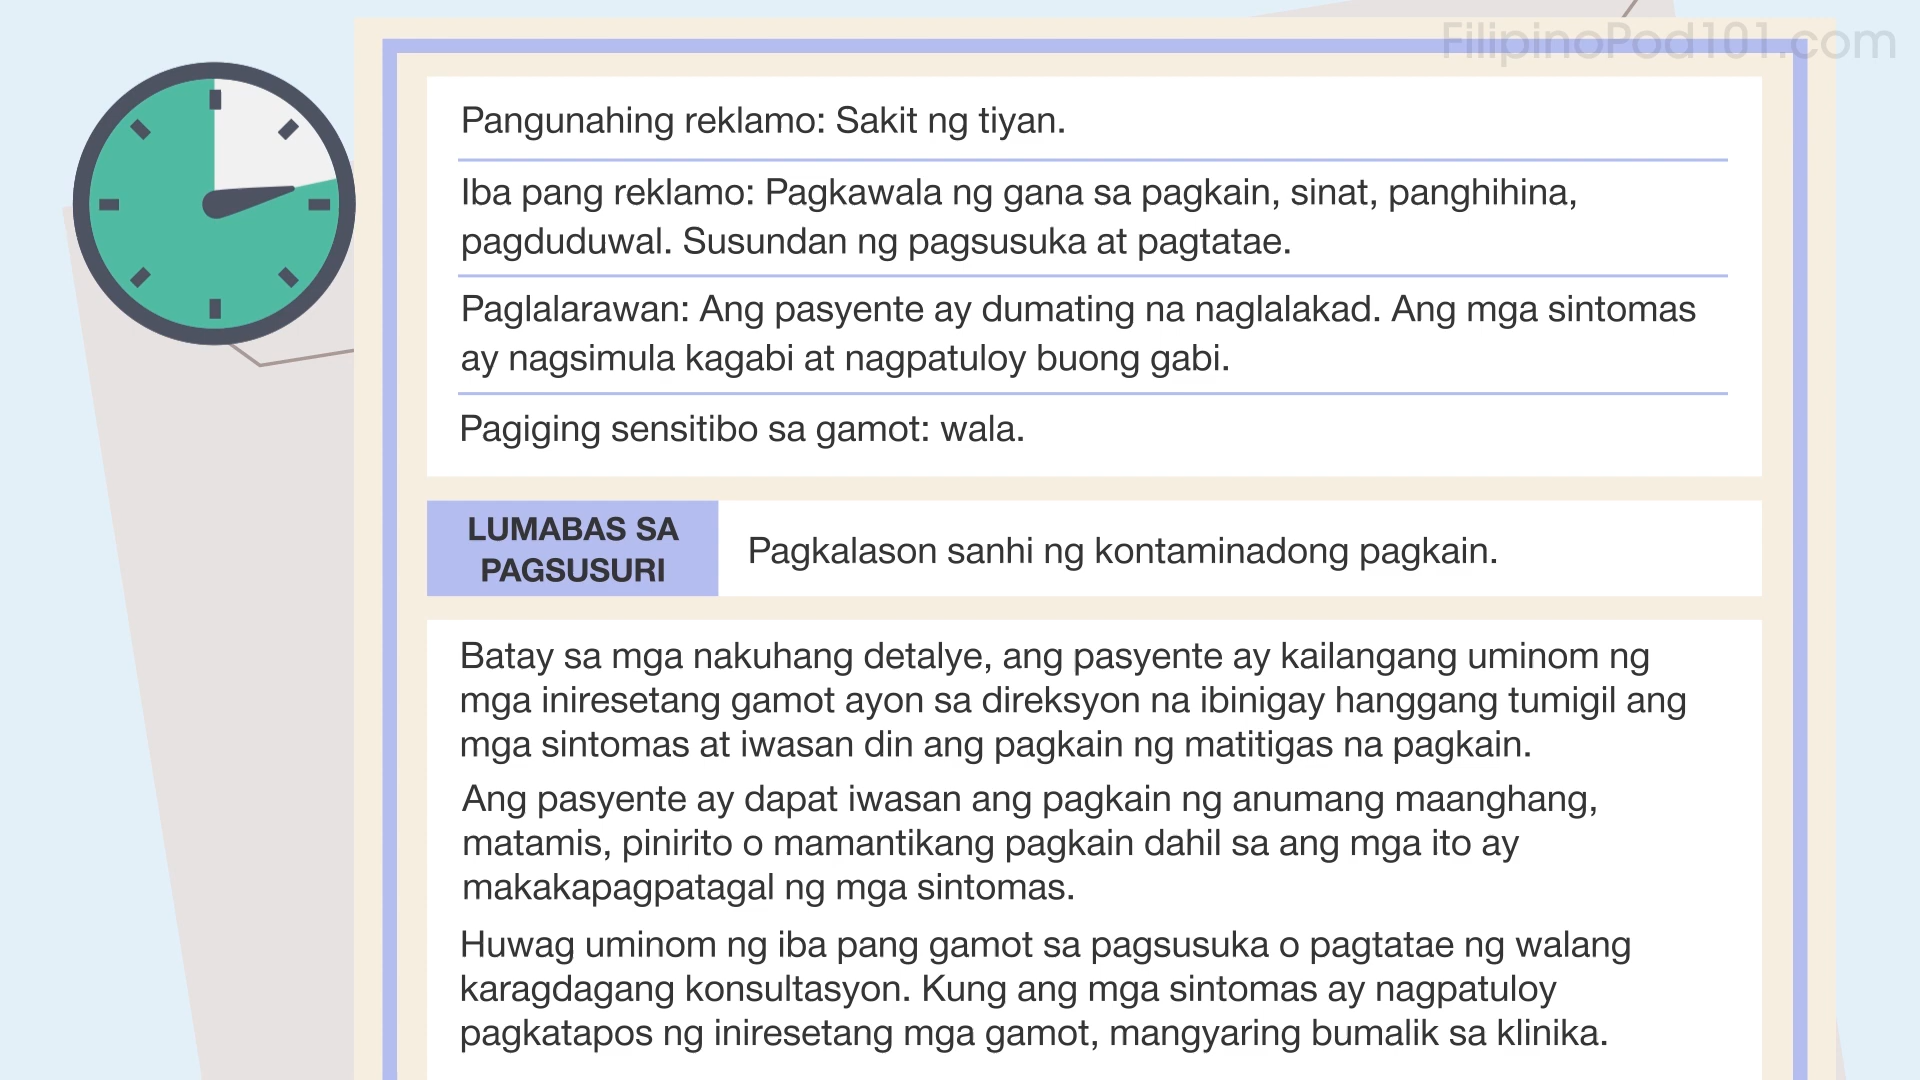 FilipinoPod101.com
Pangunahing reklamo: Sakit ng tiyan.
Iba pang reklamo: Pagkawala ng gana sa pagkain, sinat, panghihina,
pagduduwal. Susundan ng pagsusuka at pagtatae.
Paglalarawan: Ang pasyente ay dumating na naglalakad. Ang mga sintomas
ay nagsimula kagabi at nagpatuloy buong gabi.
Pagiging sensitibo sa gamot: wala.
LUMABAS SA
PAGSUSURI
Pagkalason sanhi ng kontaminadong pagkain.
Batay sa mga nakuhang detalye, ang pasyente ay kailangang uminom ng
mga iniresetang gamot ayon sa direksyon na ibinigay hanggang tumigil ang
mga sintomas at iwasan din ang pagkain ng matitigas na pagkain.
Ang pasyente ay dapat iwasan ang pagkain ng anumang maanghang,
matamis, pinirito o mamantikang pagkain dahil sa ang mga ito ay
makakapagpatagal ng mga sintomas.
Huwag uminom ng iba pang gamot sa pagsusuka o pagtatae ng walang
karagdagang konsultasyon. Kung ang mga sintomas ay nagpatuloy
pagkatapos ng iniresetang mga gamot, mangyaring bumalik sa klinika.